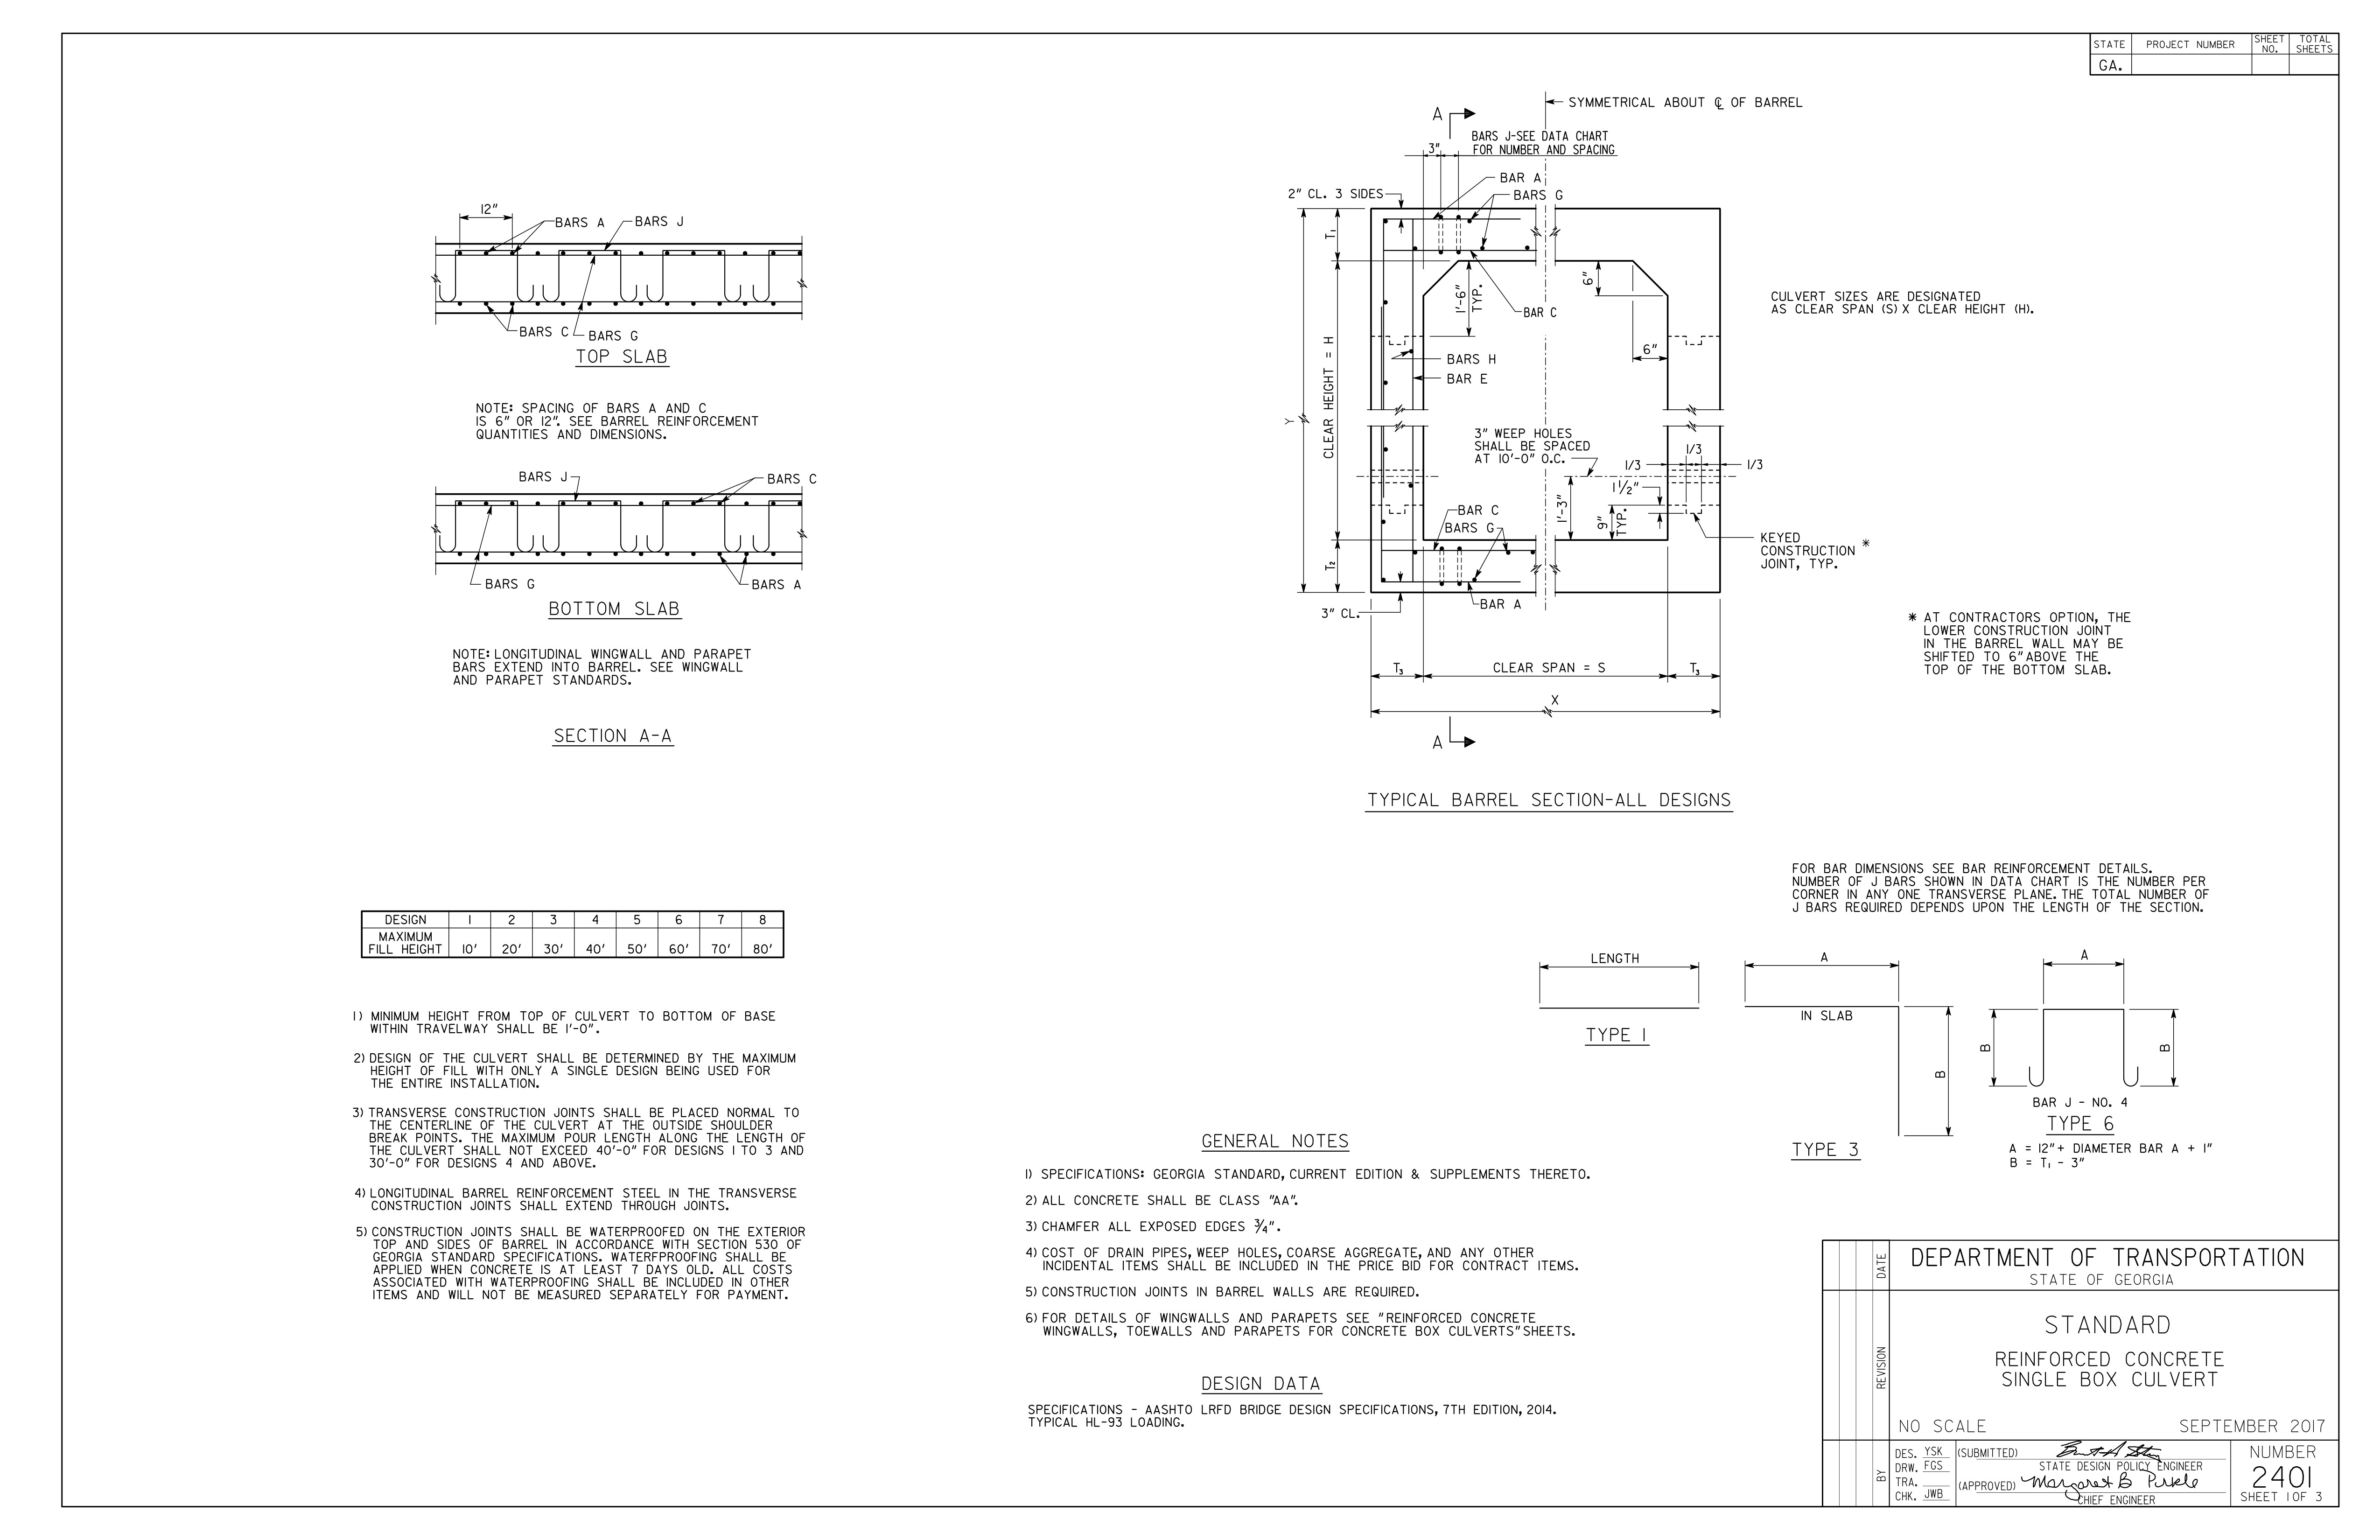 STATE PROJECT NUMBER SHEET NO. TOTAL SHEETS
GA.
SYMMETRICAL ABOUT ℄ OF BARREL
A
BARS J-SEE DATA CHART
FOR NUMBER AND SPACING
3"
BAR A
BARS G
2" CL. 3 SIDES
T₁
6"
1'-6"
TYP.
BAR C
CULVERT SIZES ARE DESIGNATED
AS CLEAR SPAN (S) X CLEAR HEIGHT (H).
CLEAR HEIGHT = H
Y
BARS H
BAR E
6"
3" WEEP HOLES
SHALL BE SPACED
AT 10'-0" O.C.
1/3
1/3
1/3
1 1/2"
1'-3"
9"
TYP.
BAR C
BARS G
T₂
KEYED
CONSTRUCTION *
JOINT, TYP.
BAR A
3" CL.
* AT CONTRACTORS OPTION, THE
LOWER CONSTRUCTION JOINT
IN THE BARREL WALL MAY BE
SHIFTED TO 6" ABOVE THE
TOP OF THE BOTTOM SLAB.
T₃
CLEAR SPAN = S
T₃
X
A
TYPICAL BARREL SECTION-ALL DESIGNS
12"
BARS A
BARS J
BARS C
BARS G
TOP SLAB
NOTE: SPACING OF BARS A AND C
IS 6" OR 12". SEE BARREL REINFORCEMENT
QUANTITIES AND DIMENSIONS.
BARS J
BARS C
BARS G
BARS A
BOTTOM SLAB
NOTE: LONGITUDINAL WINGWALL AND PARAPET
BARS EXTEND INTO BARREL. SEE WINGWALL
AND PARAPET STANDARDS.
SECTION A-A
DESIGN 1 2 3 4 5 6 7 8
MAXIMUM
FILL HEIGHT 10' 20' 30' 40' 50' 60' 70' 80'
1) MINIMUM HEIGHT FROM TOP OF CULVERT TO BOTTOM OF BASE
WITHIN TRAVELWAY SHALL BE 1'-0".
2) DESIGN OF THE CULVERT SHALL BE DETERMINED BY THE MAXIMUM
HEIGHT OF FILL WITH ONLY A SINGLE DESIGN BEING USED FOR
THE ENTIRE INSTALLATION.
3) TRANSVERSE CONSTRUCTION JOINTS SHALL BE PLACED NORMAL TO
THE CENTERLINE OF THE CULVERT AT THE OUTSIDE SHOULDER
BREAK POINTS. THE MAXIMUM POUR LENGTH ALONG THE LENGTH OF
THE CULVERT SHALL NOT EXCEED 40'-0" FOR DESIGNS 1 TO 3 AND
30'-0" FOR DESIGNS 4 AND ABOVE.
4) LONGITUDINAL BARREL REINFORCEMENT STEEL IN THE TRANSVERSE
CONSTRUCTION JOINTS SHALL EXTEND THROUGH JOINTS.
5) CONSTRUCTION JOINTS SHALL BE WATERPROOFED ON THE EXTERIOR
TOP AND SIDES OF BARREL IN ACCORDANCE WITH SECTION 530 OF
GEORGIA STANDARD SPECIFICATIONS. WATERFPROOFING SHALL BE
APPLIED WHEN CONCRETE IS AT LEAST 7 DAYS OLD. ALL COSTS
ASSOCIATED WITH WATERPROOFING SHALL BE INCLUDED IN OTHER
ITEMS AND WILL NOT BE MEASURED SEPARATELY FOR PAYMENT.
GENERAL NOTES
1) SPECIFICATIONS: GEORGIA STANDARD, CURRENT EDITION & SUPPLEMENTS THERETO.
2) ALL CONCRETE SHALL BE CLASS "AA".
3) CHAMFER ALL EXPOSED EDGES 3/4".
4) COST OF DRAIN PIPES, WEEP HOLES, COARSE AGGREGATE, AND ANY OTHER
INCIDENTAL ITEMS SHALL BE INCLUDED IN THE PRICE BID FOR CONTRACT ITEMS.
5) CONSTRUCTION JOINTS IN BARREL WALLS ARE REQUIRED.
6) FOR DETAILS OF WINGWALLS AND PARAPETS SEE "REINFORCED CONCRETE
WINGWALLS, TOEWALLS AND PARAPETS FOR CONCRETE BOX CULVERTS" SHEETS.
DESIGN DATA
SPECIFICATIONS - AASHTO LRFD BRIDGE DESIGN SPECIFICATIONS, 7TH EDITION, 2014.
TYPICAL HL-93 LOADING.
FOR BAR DIMENSIONS SEE BAR REINFORCEMENT DETAILS.
NUMBER OF J BARS SHOWN IN DATA CHART IS THE NUMBER PER
CORNER IN ANY ONE TRANSVERSE PLANE. THE TOTAL NUMBER OF
J BARS REQUIRED DEPENDS UPON THE LENGTH OF THE SECTION.
LENGTH
TYPE 1
A
IN SLAB
B
TYPE 3
A
B
B
BAR J - NO. 4
TYPE 6
A = 12" + DIAMETER BAR A + 1"
B = T₁ - 3"
DATE
REVISION
BY
DEPARTMENT OF TRANSPORTATION
STATE OF GEORGIA
STANDARD
REINFORCED CONCRETE
SINGLE BOX CULVERT
NO SCALE SEPTEMBER 2017
DES. YSK
DRW. FGS
TRA.
CHK. JWB
(SUBMITTED)
STATE DESIGN POLICY ENGINEER
(APPROVED) Margaret B Pirkle
CHIEF ENGINEER
NUMBER
2401
SHEET 1 OF 3